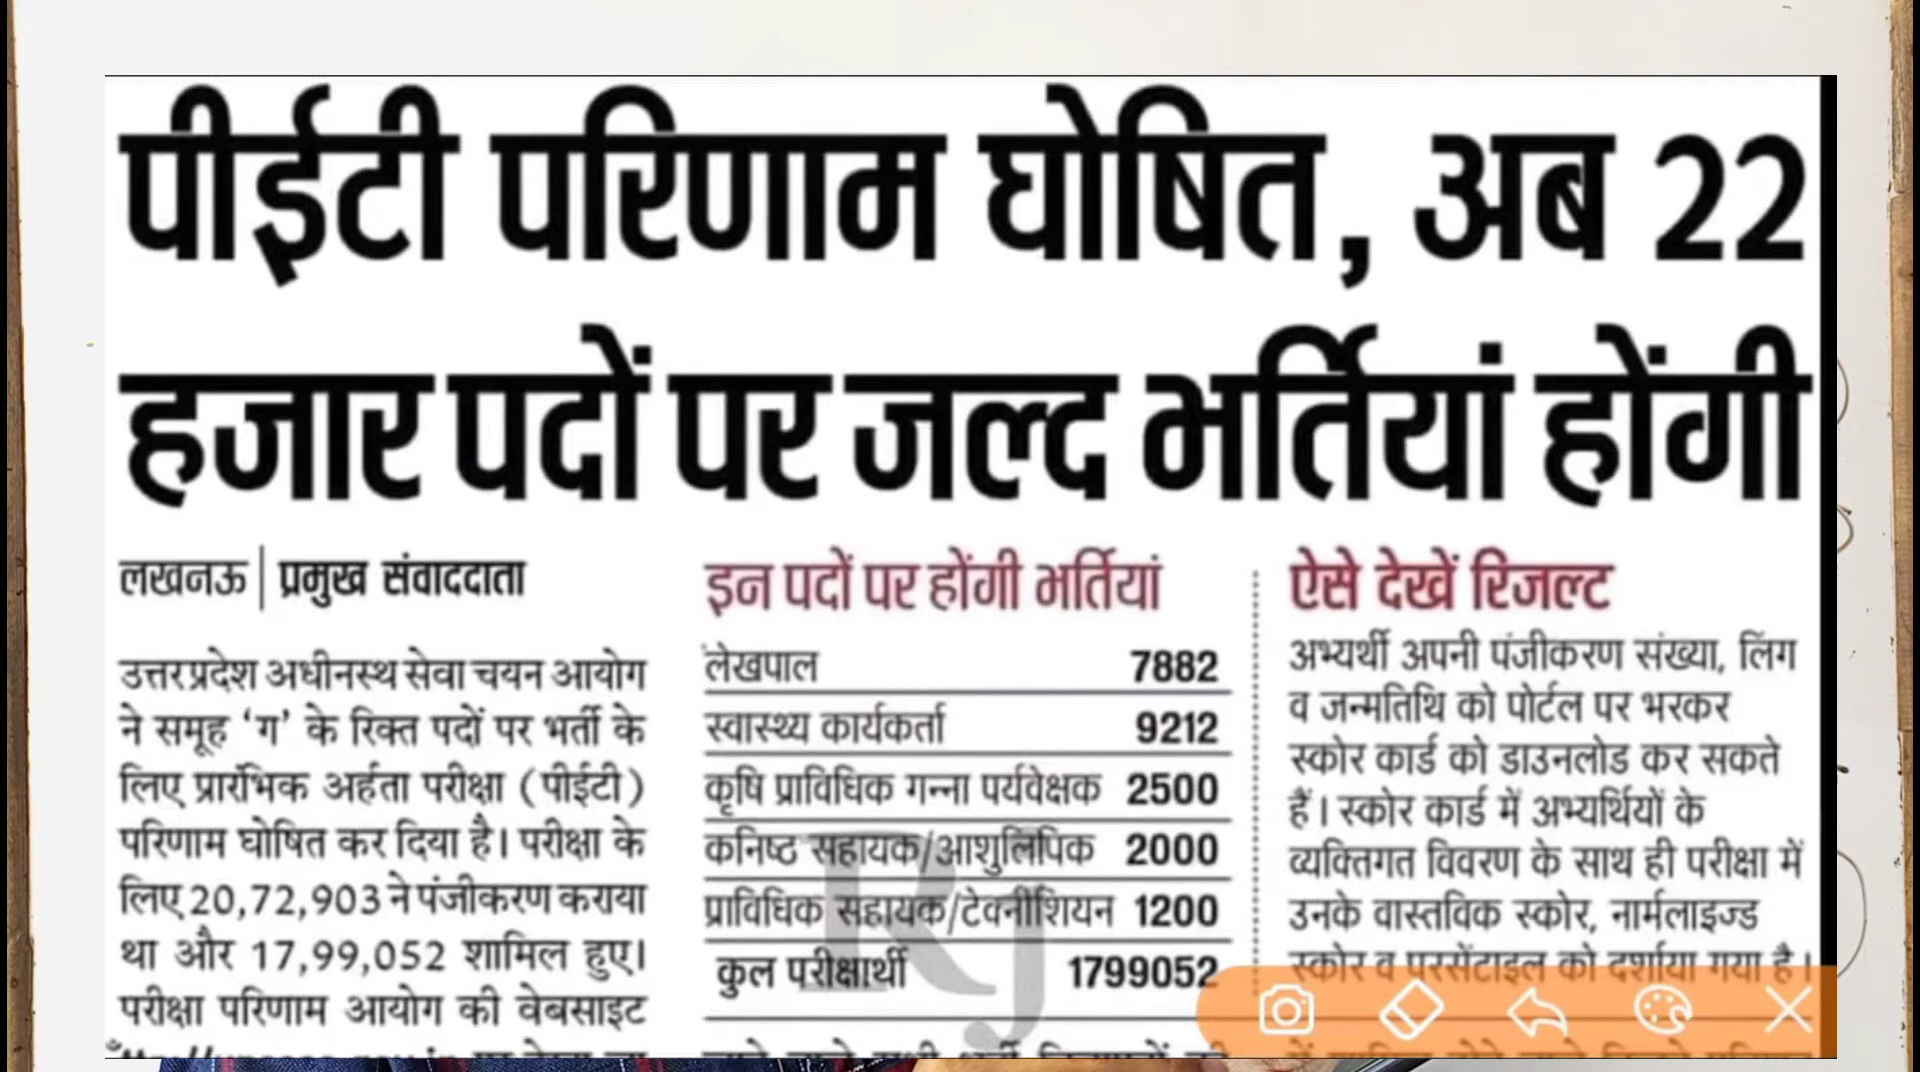 पीईटी परिणाम घोषित, अब 22
हजार पदों पर जल्द भर्तियां होंगी
लखनऊ | प्रमुख संवाददाता
उत्तर प्रदेश अधीनस्थ सेवा चयन आयोग
ने समूह ‘ग’ के रिक्त पदों पर भर्ती के
लिए प्रारंभिक अर्हता परीक्षा (पीईटी)
परिणाम घोषित कर दिया है। परीक्षा के
लिए 20,72,903 ने पंजीकरण कराया
था और 17,99,052 शामिल हुए।
परीक्षा परिणाम आयोग की वेबसाइट
इन पदों पर होंगी भर्तियां
लेखपाल 7882
स्वास्थ्य कार्यकर्ता 9212
कृषि प्राविधिक गन्ना पर्यवेक्षक 2500
कनिष्ठ सहायक/आशुलिपिक 2000
प्राविधिक सहायक/टेक्नीशियन 1200
कुल परीक्षार्थी 1799052
ऐसे देखें रिजल्ट
अभ्यर्थी अपनी पंजीकरण संख्या, लिंग
व जन्मतिथि को पोर्टल पर भरकर
स्कोर कार्ड को डाउनलोड कर सकते
हैं। स्कोर कार्ड में अभ्यर्थियों के
व्यक्तिगत विवरण के साथ ही परीक्षा में
उनके वास्तविक स्कोर, नार्मलाइज्ड
स्कोर व परसेंटाइल को दर्शाया गया है।
Rj